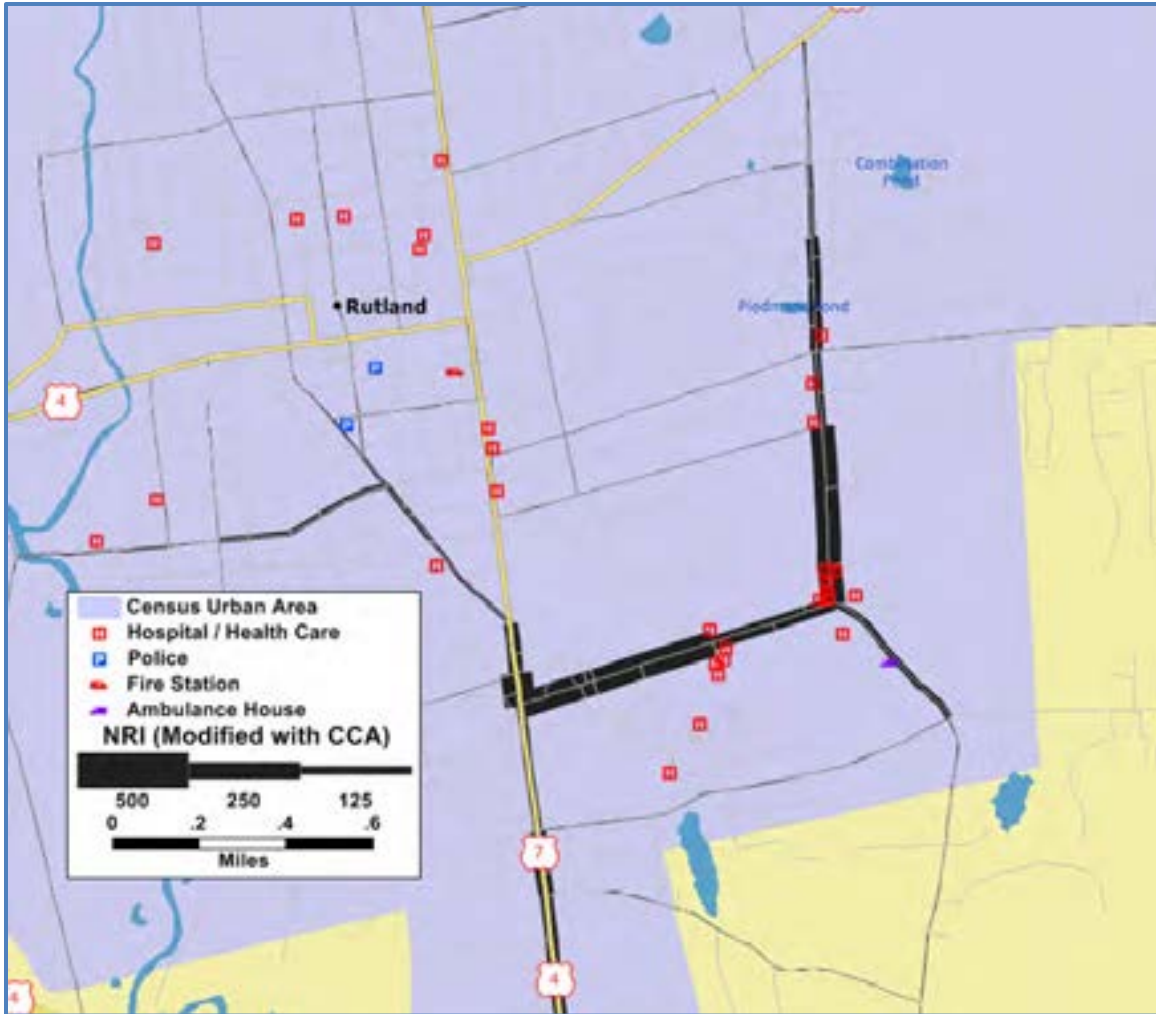 Combination
Pond
Rutland
Piedmont Pond
4
P
P
Census Urban Area
H Hospital / Health Care
P Police
Fire Station
Ambulance House
NRI (Modified with CCA)
500 250 125
0 .2 .4 .6
Miles
7
4
4